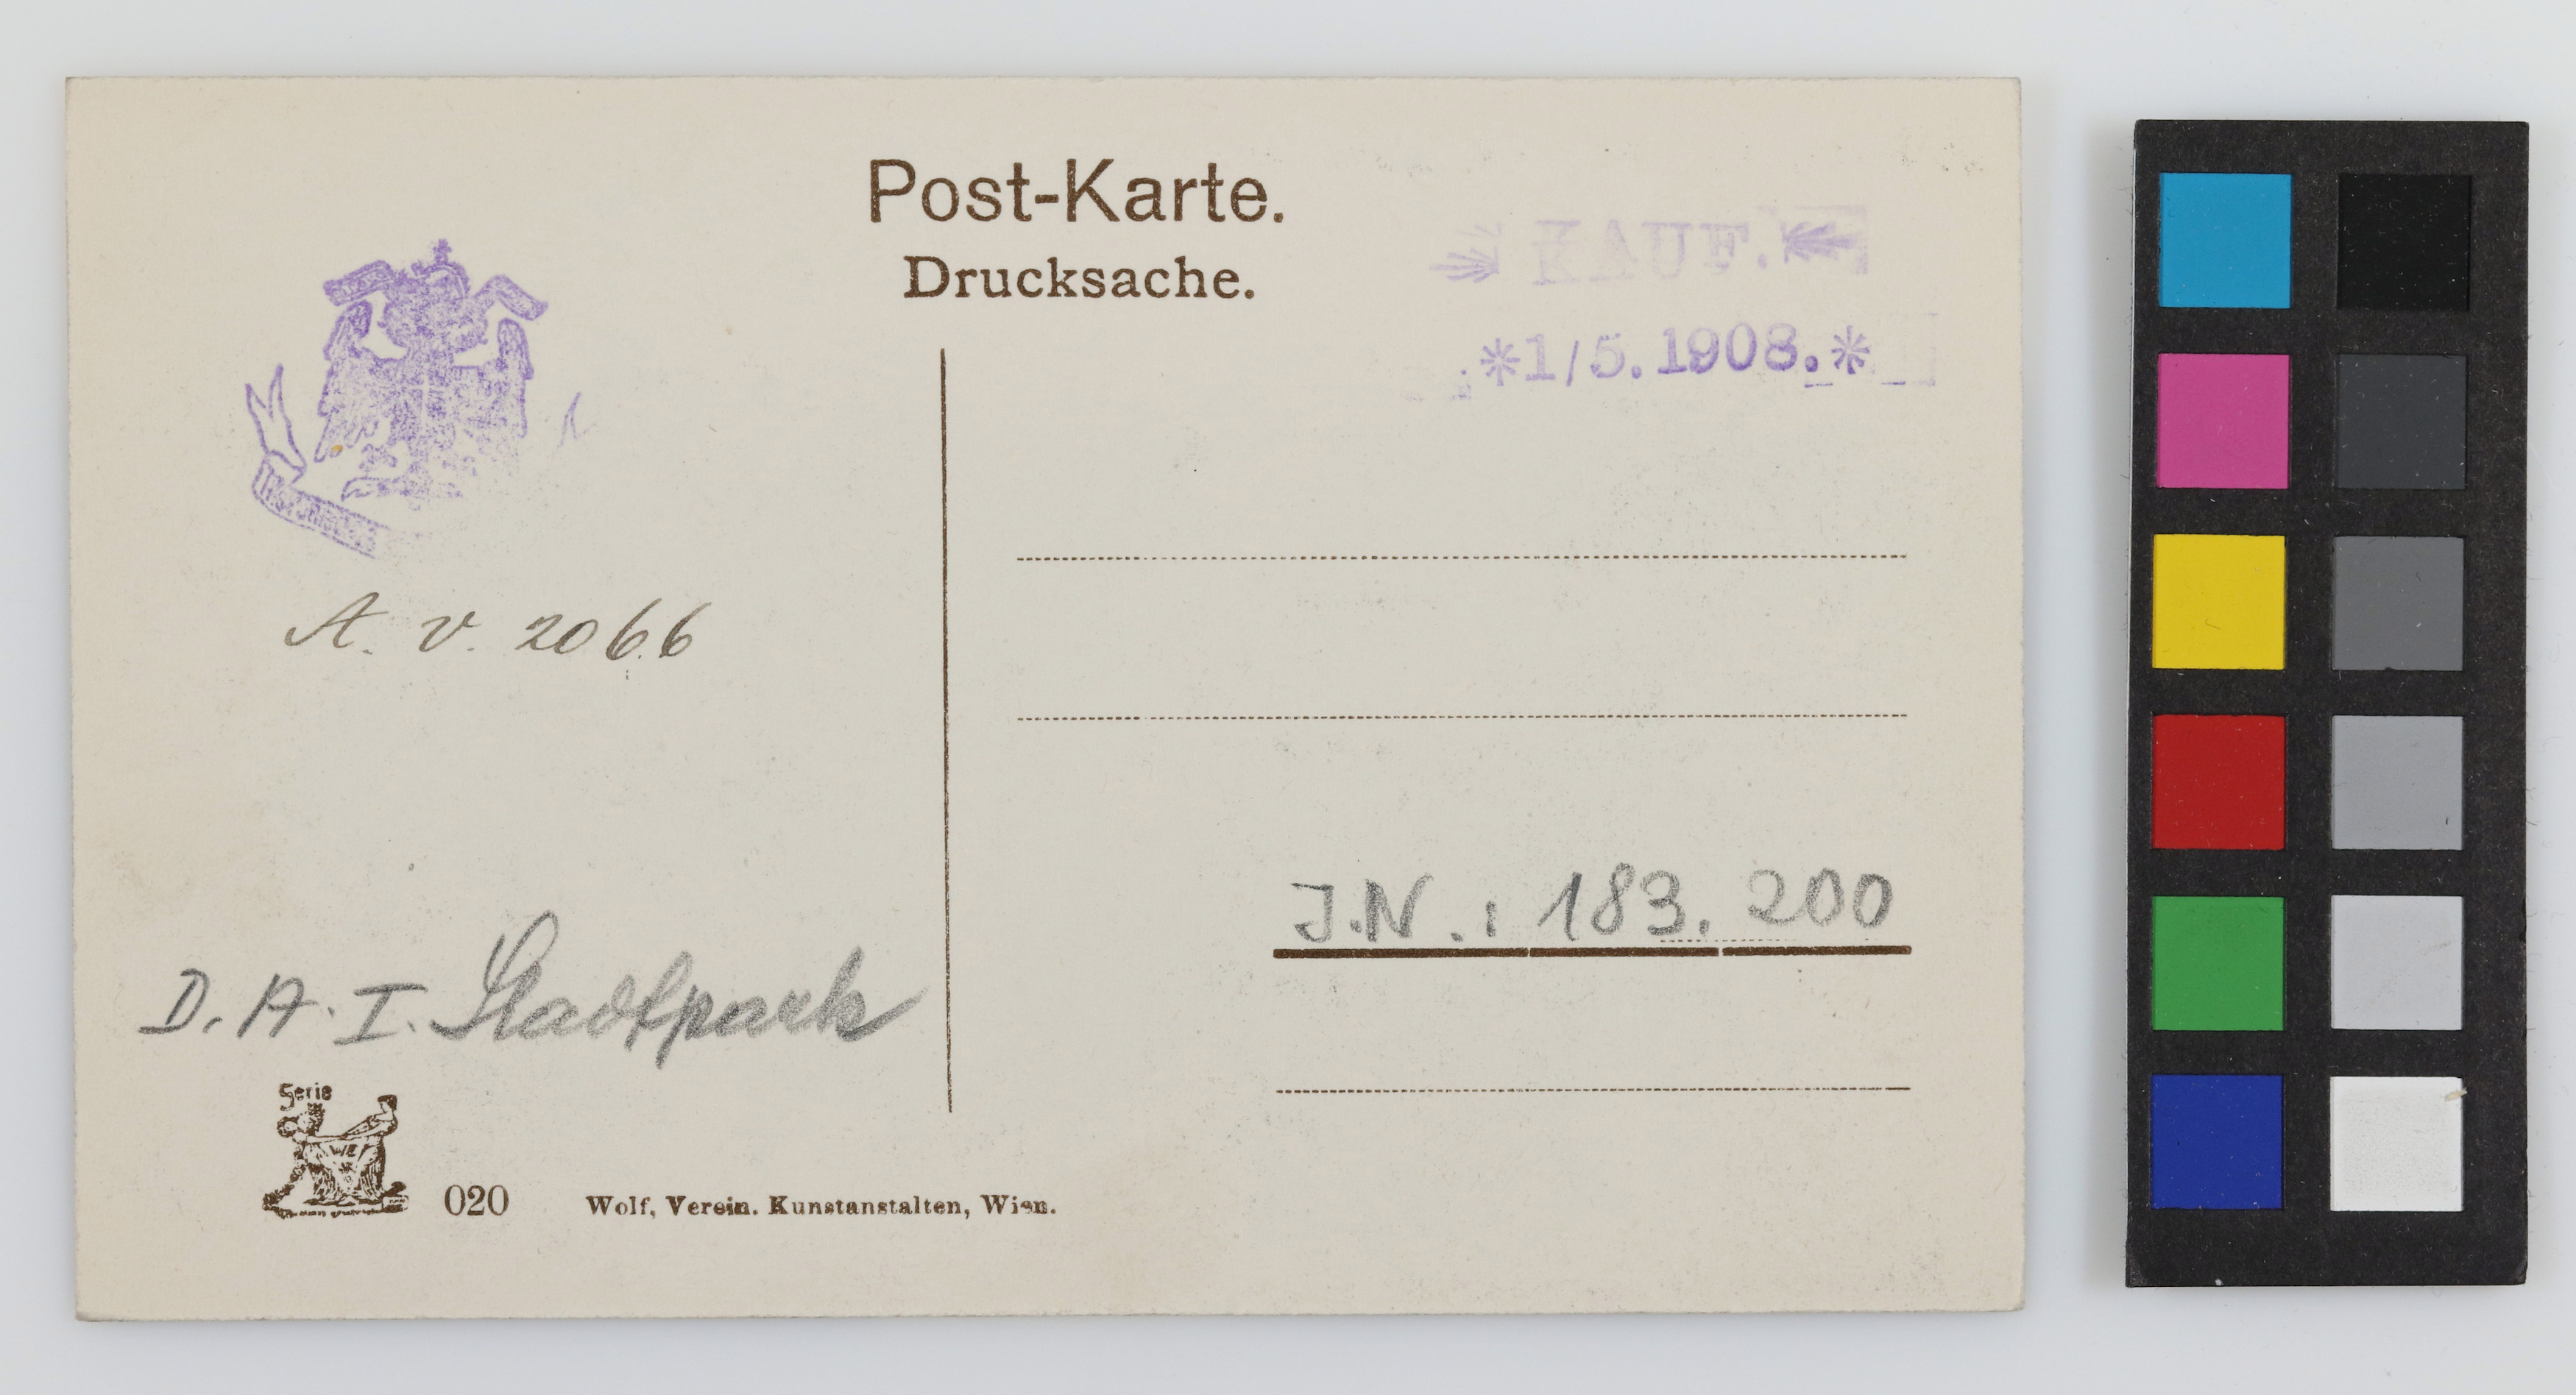 Post-Karte.
Drucksache.
KAUF.
*1/5.1908.*
A. v. 2066
J.N.: 183.200
D. A. I. Stadtpark
Serie
020
Wolf, Verein. Kunstanstalten, Wien.